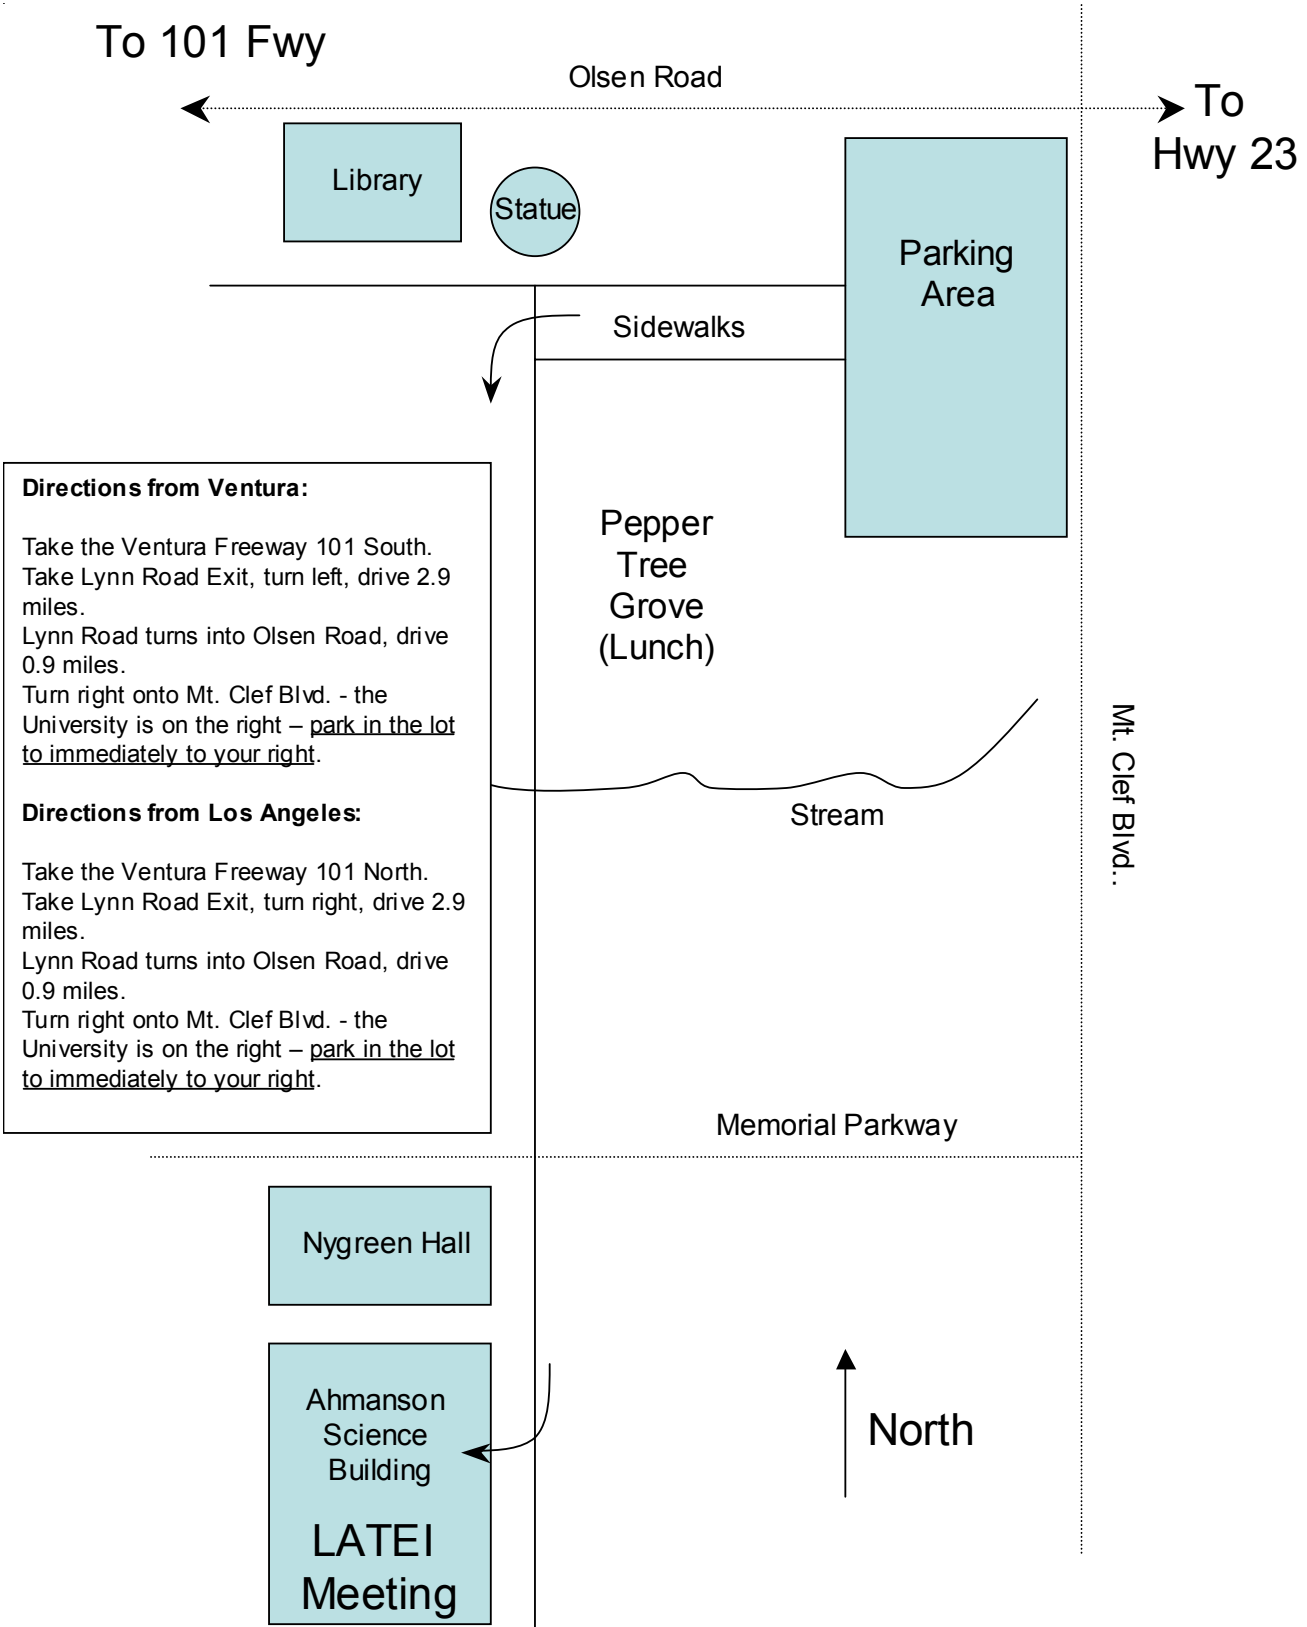 To 101 Fwy
Olsen Road
To
Hwy 23
Library
Statue
Parking
Area
Sidewalks
Directions from Ventura:
Take the Ventura Freeway 101 South.
Take Lynn Road Exit, turn left, drive 2.9
miles.
Lynn Road turns into Olsen Road, drive
0.9 miles.
Turn right onto Mt. Clef Blvd. - the
University is on the right – park in the lot
to immediately to your right.
Directions from Los Angeles:
Take the Ventura Freeway 101 North.
Take Lynn Road Exit, turn right, drive 2.9
miles.
Lynn Road turns into Olsen Road, drive
0.9 miles.
Turn right onto Mt. Clef Blvd. - the
University is on the right – park in the lot
to immediately to your right.
Pepper
Tree
Grove
(Lunch)
Mt. Clef Blvd..
Stream
Memorial Parkway
Nygreen Hall
Ahmanson
Science
Building
LATEI
Meeting
North